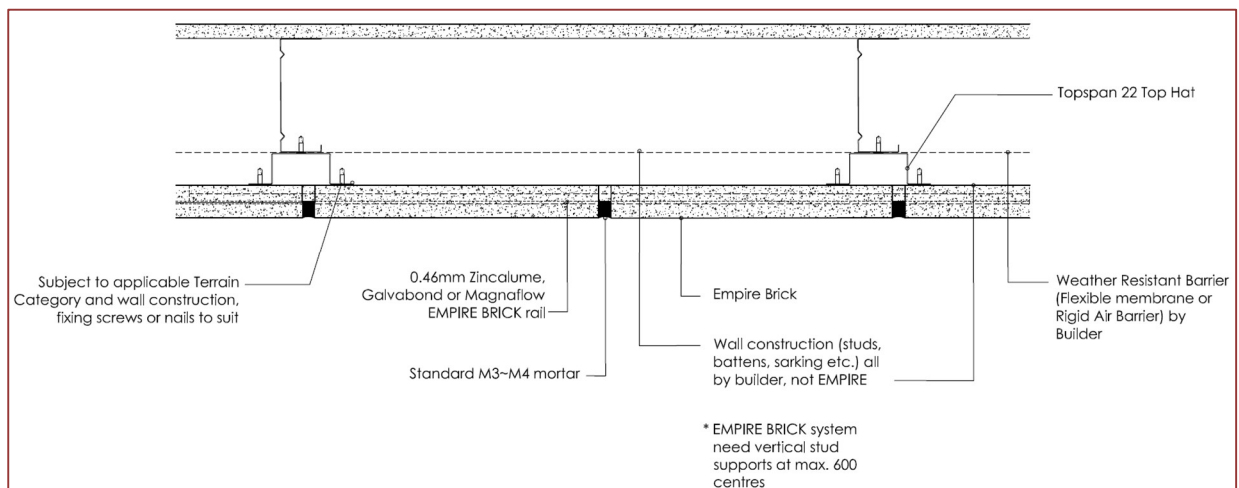 Topspan 22 Top Hat
Subject to applicable Terrain
Category and wall construction,
fixing screws or nails to suit
0.46mm Zincalume,
Galvabond or Magnaflow
EMPIRE BRICK rail
Standard M3~M4 mortar
Empire Brick
Wall construction (studs,
battens, sarking etc.) all
by builder, not EMPIRE
* EMPIRE BRICK system
need vertical stud
supports at max. 600
centres
Weather Resistant Barrier
(Flexible membrane or
Rigid Air Barrier) by
Builder